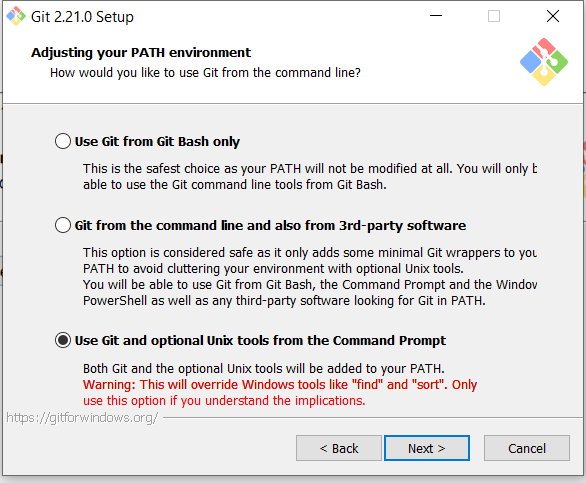 Git 2.21.0 Setup
Adjusting your PATH environment
How would you like to use Git from the command line?
Use Git from Git Bash only
This is the safest choice as your PATH will not be modified at all. You will only
able to use the Git command line tools from Git Bash.
Git from the command line and also from 3rd-party software
This option is considered safe as it only adds some minimal Git wrappers to you
PATH to avoid cluttering your environment with optional Unix tools.
You will be able to use Git from Git Bash, the Command Prompt and the Window
PowerShell as well as any third-party software looking for Git in PATH.
Use Git and optional Unix tools from the Command Prompt
Both Git and the optional Unix tools will be added to your PATH.
Warning: This will override Windows tools like "find" and "sort". Only
use this option if you understand the implications.
https://gitforwindows.org/
< Back
Next >
Cancel